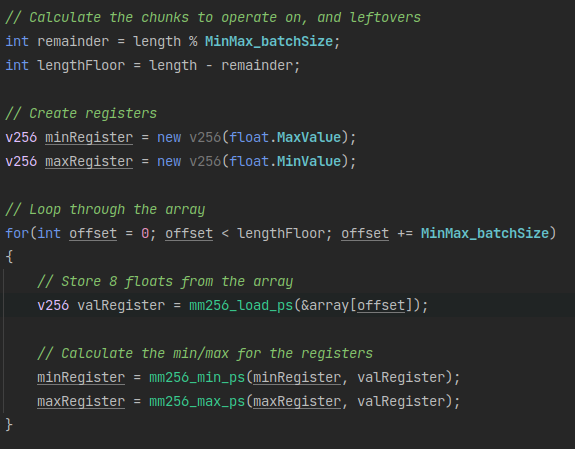 // Calculate the chunks to operate on, and leftovers
int remainder = length % MinMax_batchSize;
int lengthFloor = length - remainder;
// Create registers
v256 minRegister = new v256(float.MaxValue);
v256 maxRegister = new v256(float.MinValue);
// Loop through the array
for(int offset = 0; offset < lengthFloor; offset += MinMax_batchSize)
{
// Store 8 floats from the array
v256 valRegister = mm256_load_ps(&array[offset]);
// Calculate the min/max for the registers
minRegister = mm256_min_ps(minRegister, valRegister);
maxRegister = mm256_max_ps(maxRegister, valRegister);
}